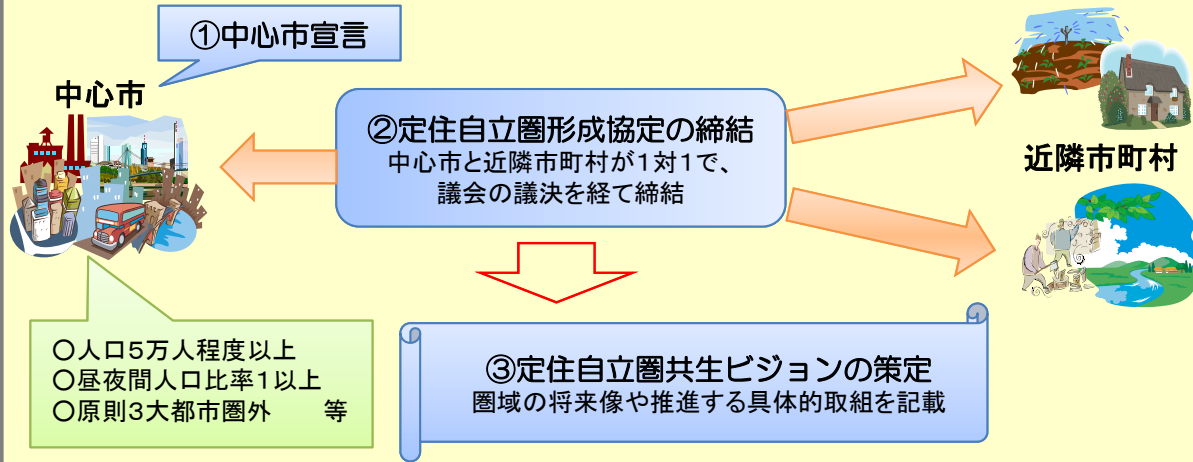 ①中心市宣言
中心市
②定住自立圏形成協定の締結
中心市と近隣市町村が１対１で、
議会の議決を経て締結
近隣市町村
○人口５万人程度以上
○昼夜間人口比率１以上
○原則３大都市圏外　　等
③定住自立圏共生ビジョンの策定
圏域の将来像や推進する具体的取組を記載